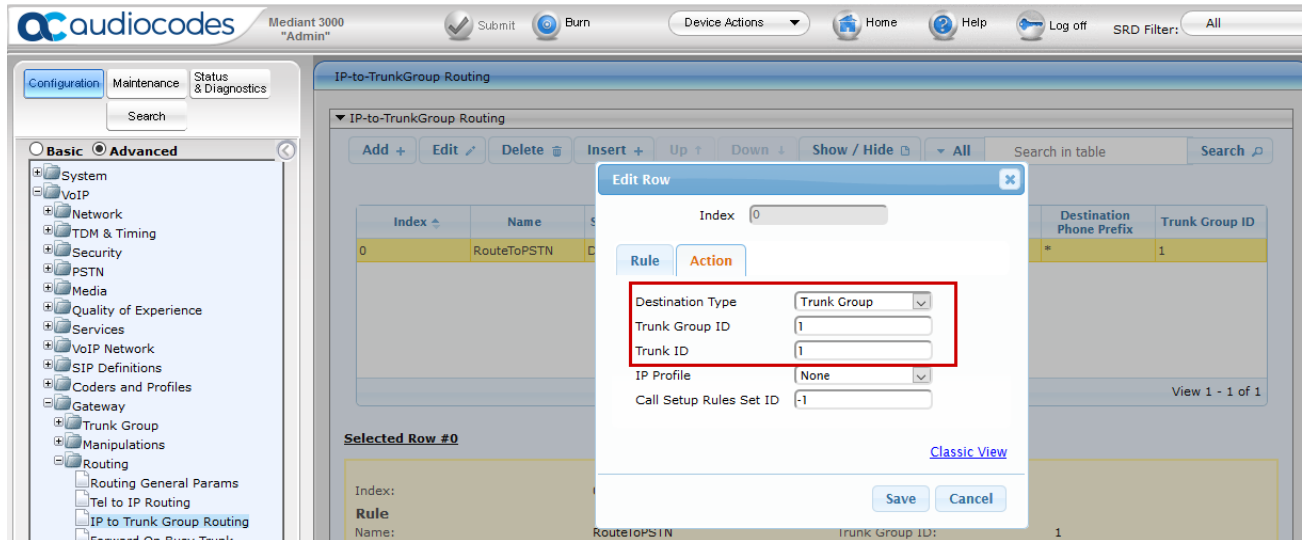 audiocodes
Mediant 3000
"Admin"
Submit
Burn
Device Actions
Home
Help
Log off
SRD Filter:
All
Configuration
Maintenance
Status
& Diagnostics
Search
Basic
Advanced
System
VoIP
Network
TDM & Timing
Security
PSTN
Media
Quality of Experience
Services
VoIP Network
SIP Definitions
Coders and Profiles
Gateway
Trunk Group
Manipulations
Routing
Routing General Params
Tel to IP Routing
IP to Trunk Group Routing
Forward On Busy Trunk
IP-to-TrunkGroup Routing
IP-to-TrunkGroup Routing
Add +
Edit
Delete
Insert +
Up ↑
Down ↓
Show / Hide
All
Search in table
Search
Index
Name
S
Destination
Phone Prefix
Trunk Group ID
0
RouteToPSTN
D
*
1
View 1 - 1 of 1
Edit Row
Index
0
Rule
Action
Destination Type
Trunk Group
Trunk Group ID
1
Trunk ID
1
IP Profile
None
Call Setup Rules Set ID
-1
Classic View
Save
Cancel
Selected Row #0
Index:
Rule
Name:
RouteToPSTN
Trunk Group ID:
1